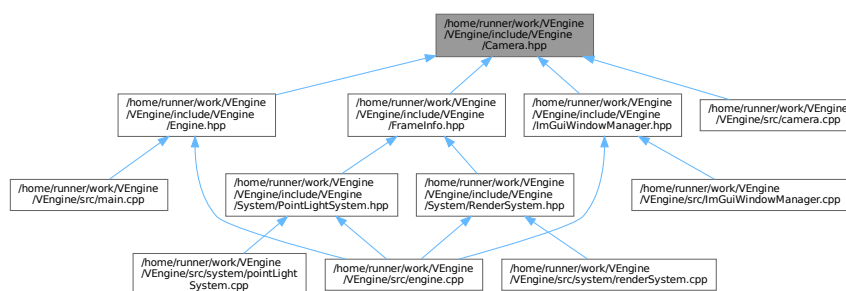 /home/runner/work/VEngine
/VEngine/include/VEngine
/Camera.hpp
/home/runner/work/VEngine
/VEngine/include/VEngine
/Engine.hpp
/home/runner/work/VEngine
/VEngine/include/VEngine
/FrameInfo.hpp
/home/runner/work/VEngine
/VEngine/include/VEngine
/ImGuiWindowManager.hpp
/home/runner/work/VEngine
/VEngine/src/camera.cpp
/home/runner/work/VEngine
/VEngine/src/main.cpp
/home/runner/work/VEngine
/VEngine/include/VEngine
/System/PointLightSystem.hpp
/home/runner/work/VEngine
/VEngine/include/VEngine
/System/RenderSystem.hpp
/home/runner/work/VEngine
/VEngine/src/ImGuiWindowManager.cpp
/home/runner/work/VEngine
/VEngine/src/system/pointLight
System.cpp
/home/runner/work/VEngine
/VEngine/src/engine.cpp
/home/runner/work/VEngine
/VEngine/src/system/renderSystem.cpp